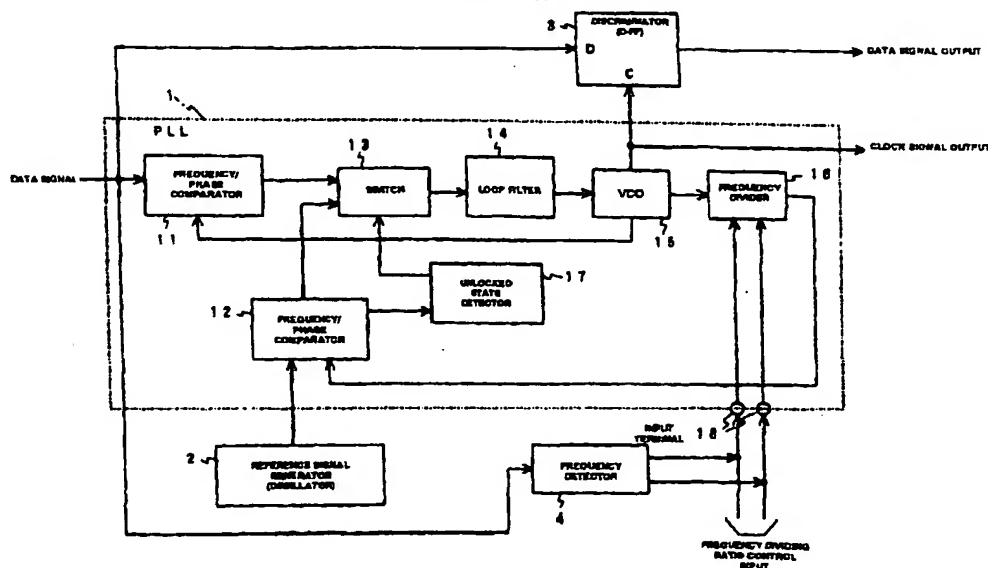 3
DISCRIMINATOR
(D-FF)
D
C
DATA SIGNAL OUTPUT
1
PLL
13
14
CLOCK SIGNAL OUTPUT
16
DATA SIGNAL
FREQUENCY/
PHASE
COMPARATOR
SWITCH
LOOP FILTER
VCO
FREQUENCY
DIVIDER
11
15
17
UNLOCKED
STATE
DETECTOR
12
FREQUENCY/
PHASE
COMPARATOR
18
INPUT
TERMINAL
2
REFERENCE SIGNAL
GENERATOR
(OSCILLATOR)
FREQUENCY
DETECTOR
4
FREQUENCY DIVIDING
RATIO CONTROL
INPUT